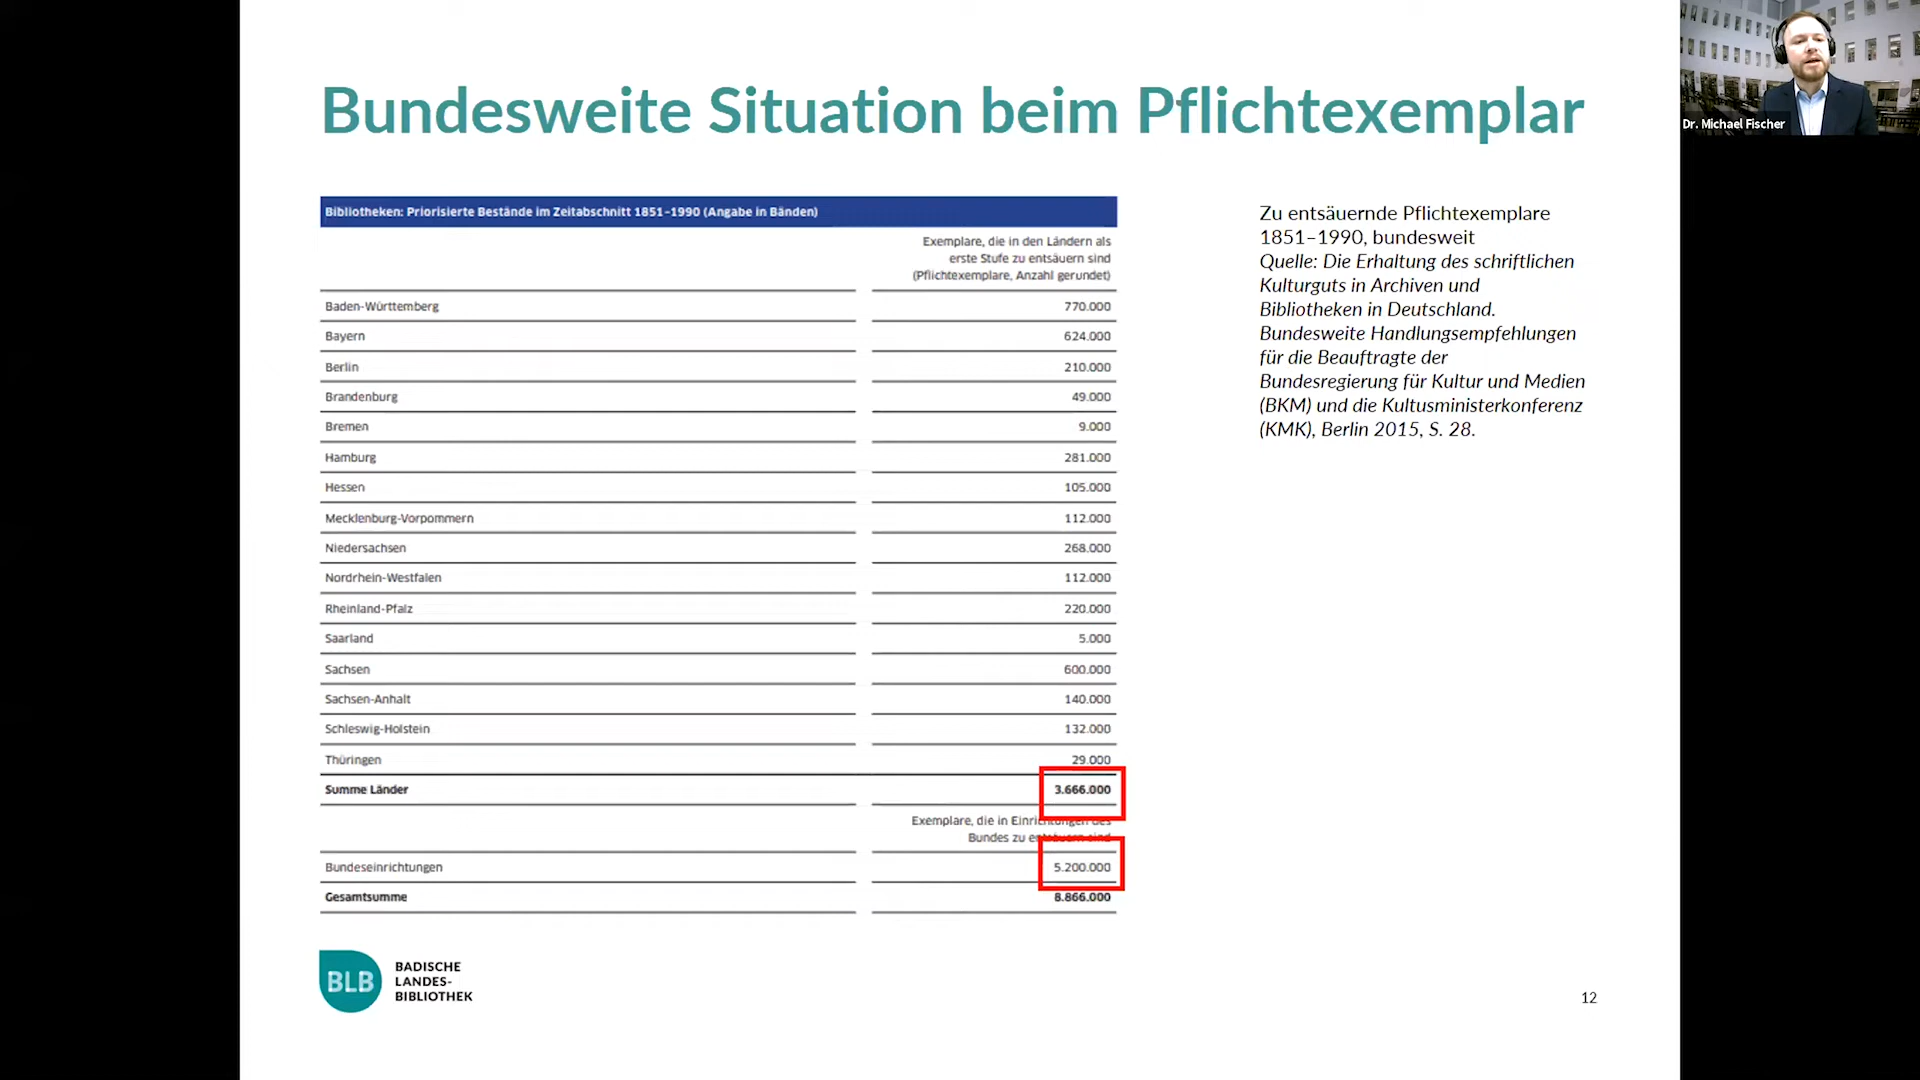 Bundesweite Situation beim Pflichtexemplar
Dr. Michael Fischer
Bibliotheken: Priorisierte Bestände im Zeitabschnitt 1851–1990 (Angabe in Bänden)
Exemplare, die in den Ländern als
erste Stufe zu entsäuern sind
(Pflichtexemplare, Anzahl gerundet)
Baden-Württemberg 770.000
Bayern 624.000
Berlin 210.000
Brandenburg 49.000
Bremen 9.000
Hamburg 281.000
Hessen 105.000
Mecklenburg-Vorpommern 112.000
Niedersachsen 268.000
Nordrhein-Westfalen 112.000
Rheinland-Pfalz 220.000
Saarland 5.000
Sachsen 600.000
Sachsen-Anhalt 140.000
Schleswig-Holstein 132.000
Thüringen 29.000
Summe Länder 3.666.000
Exemplare, die in Einrichtungen des
Bundes zu entsäuern sind
Bundeseinrichtungen 5.200.000
Gesamtsumme 8.866.000
Zu entsäuernde Pflichtexemplare
1851–1990, bundesweit
Quelle: Die Erhaltung des schriftlichen
Kulturguts in Archiven und
Bibliotheken in Deutschland.
Bundesweite Handlungsempfehlungen
für die Beauftragte der
Bundesregierung für Kultur und Medien
(BKM) und die Kultusministerkonferenz
(KMK), Berlin 2015, S. 28.
BLB
BADISCHE
LANDES-
BIBLIOTHEK
12